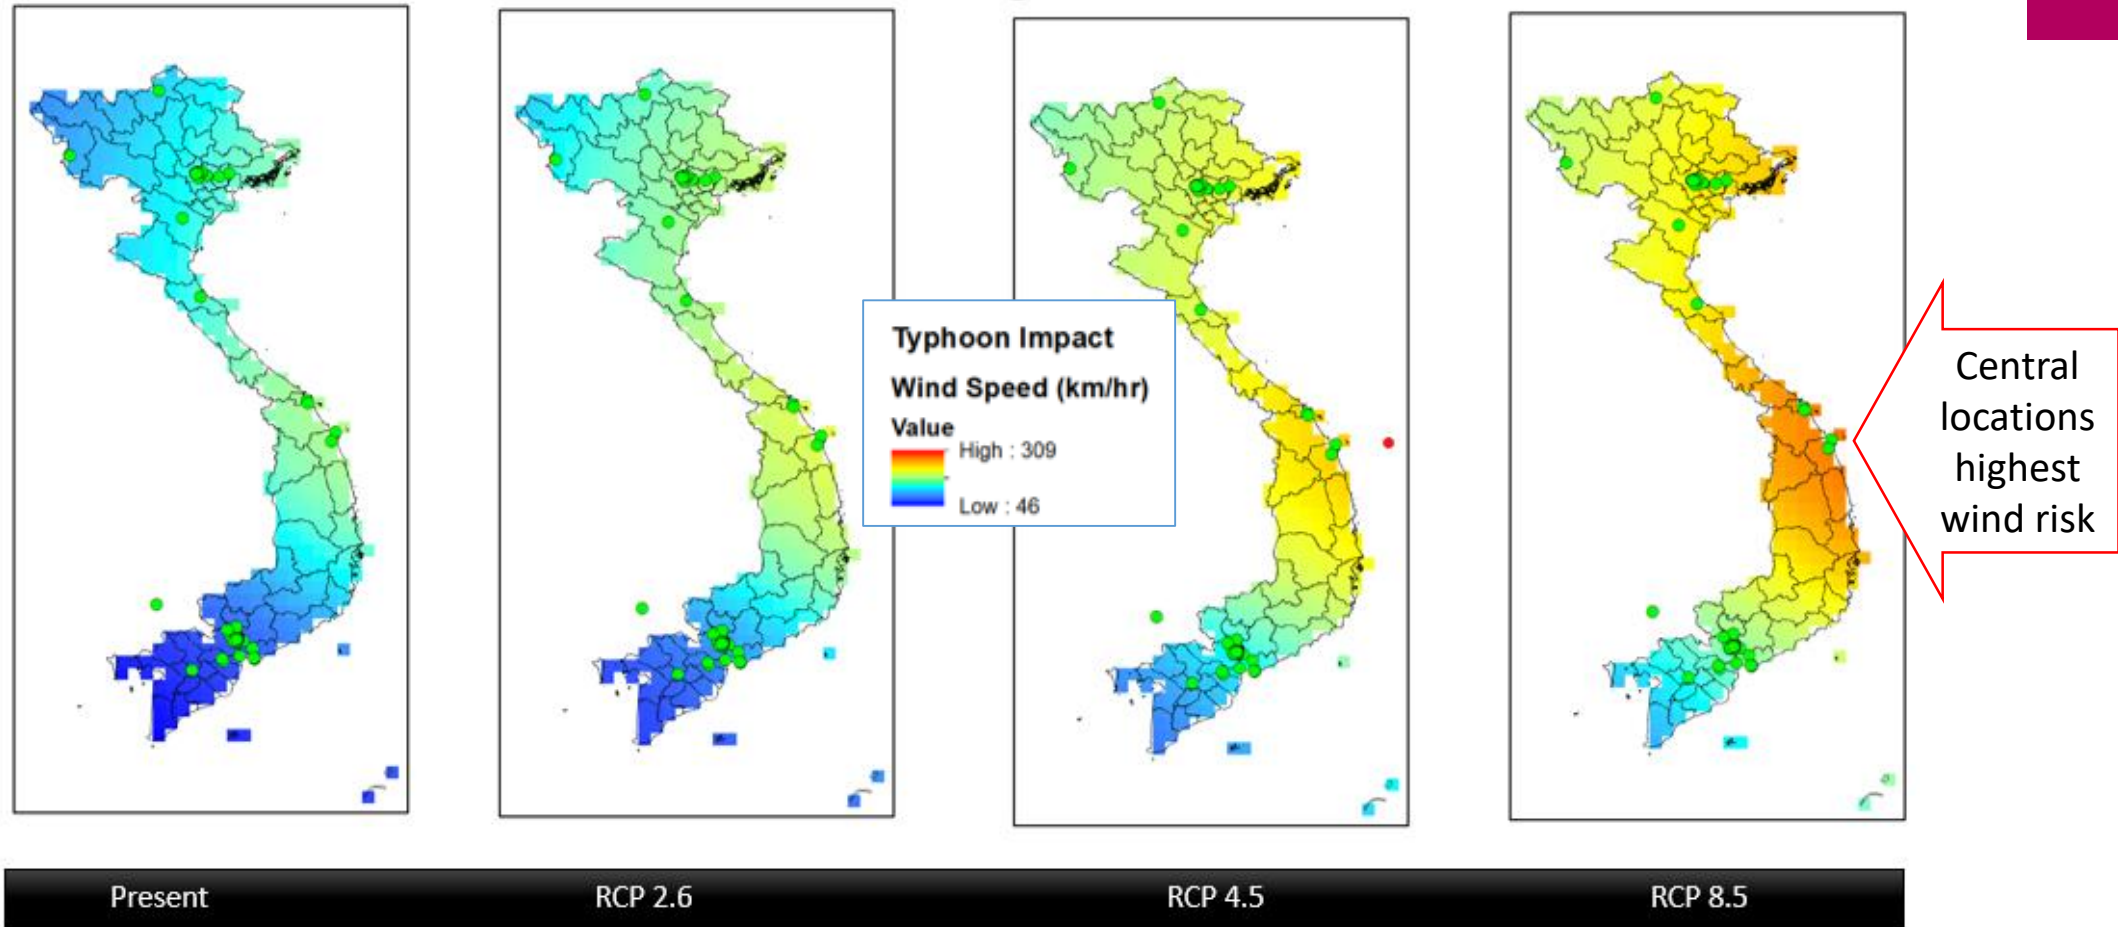 Typhoon Impact
Wind Speed (km/hr)
Value
High : 309
Low : 46
Central
locations
highest
wind risk
Present
RCP 2.6
RCP 4.5
RCP 8.5